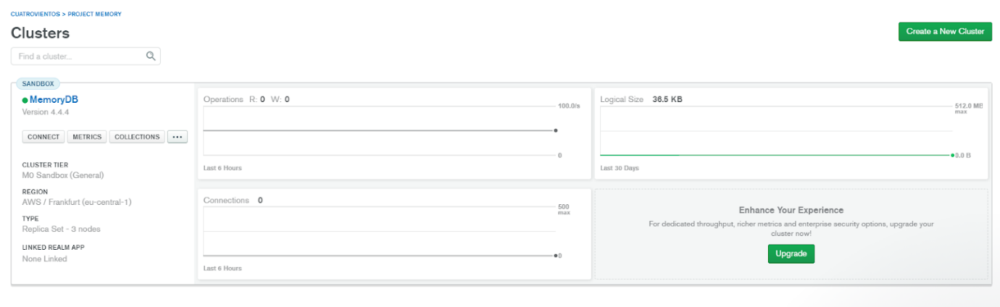 CUATROVIENTOS > PROJECT MEMORY
Clusters
Create a New Cluster
Find a cluster...
SANDBOX
MemoryDB
Version 4.4.4
CONNECT METRICS COLLECTIONS ...
CLUSTER TIER
M0 Sandbox (General)
REGION
AWS / Frankfurt (eu-central-1)
TYPE
Replica Set - 3 nodes
LINKED REALM APP
None Linked
Operations R: 0 W: 0
100.0/s
0
Last 6 Hours
Logical Size 36.5 KB
512.0 MB
max
0.0 B
Last 30 Days
Connections 0
500
max
0
Last 6 Hours
Enhance Your Experience
For dedicated throughput, richer metrics and enterprise security options, upgrade your
cluster now!
Upgrade